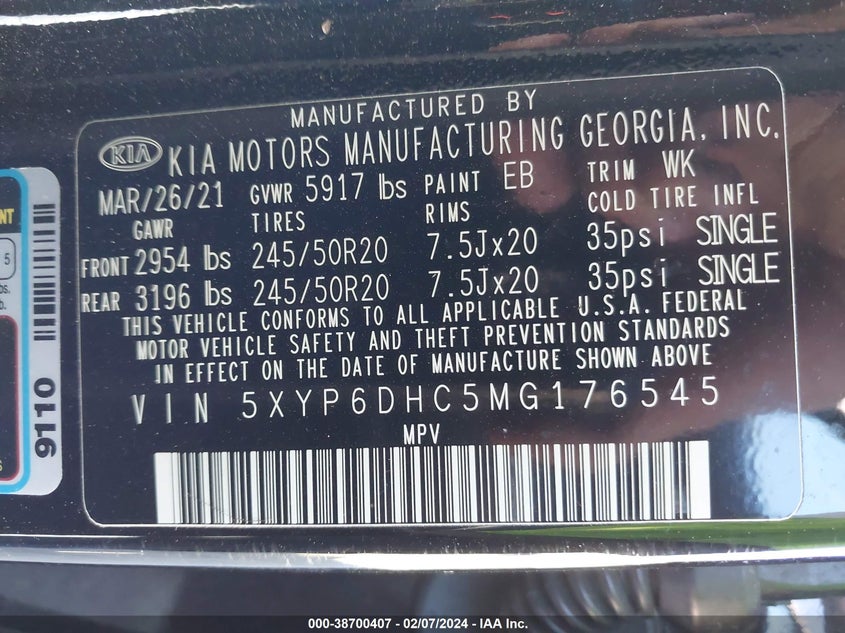 MANUFACTURED BY
KIA KIA MOTORS MANUFACTURING GEORGIA, INC.
MAR/26/21 GVWR 5917 lbs PAINT EB TRIM WK
GAWR TIRES RIMS COLD TIRE INFL
FRONT 2954 lbs 245/50R20 7.5Jx20 35psi SINGLE
REAR 3196 lbs 245/50R20 7.5Jx20 35psi SINGLE
THIS VEHICLE CONFORMS TO ALL APPLICABLE U.S.A. FEDERAL
MOTOR VEHICLE SAFETY AND THEFT PREVENTION STANDARDS
IN EFFECT ON THE DATE OF MANUFACTURE SHOWN ABOVE
VIN 5XYP6DHC5MG176545
MPV
9110
5
000-38700407 - 02/07/2024 - IAA Inc.